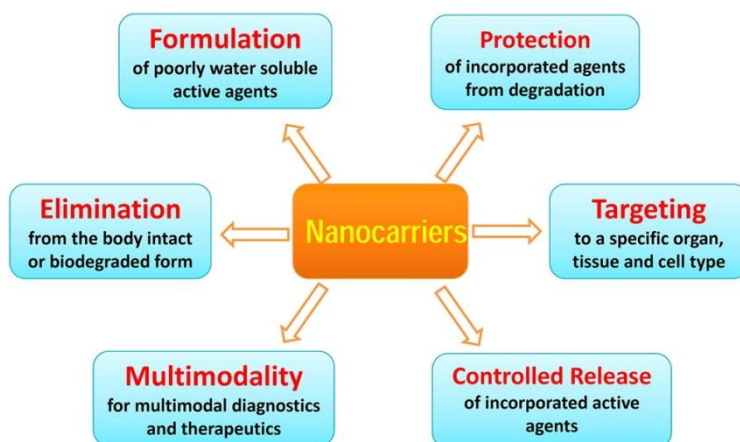 Formulation
of poorly water soluble
active agents
Protection
of incorporated agents
from degradation
Elimination
from the body intact
or biodegraded form
Nanocarriers
Targeting
to a specific organ,
tissue and cell type
Multimodality
for multimodal diagnostics
and therapeutics
Controlled Release
of incorporated active
agents